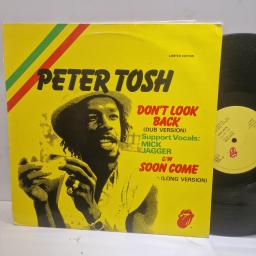 LIMITED EDITION
PETER TOSH
DON'T LOOK
BACK
(DUB VERSION)
Support Vocals:
MICK
JAGGER
c/w
SOON COME
(LONG VERSION)